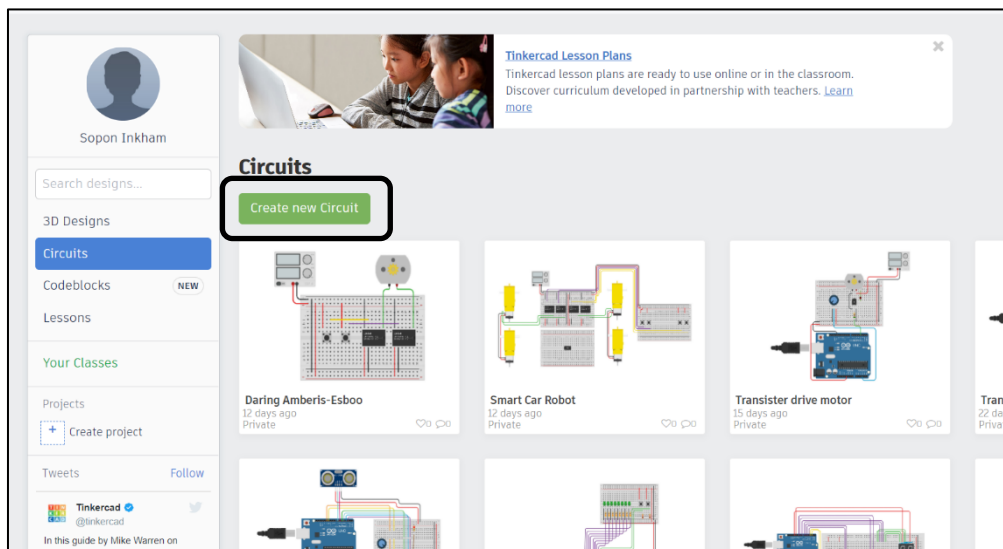 Sopon Inkham
Search designs...
3D Designs
Circuits
Codeblocks
NEW
Lessons
Your Classes
Projects
+ Create project
Tweets Follow
Tinkercad
@tinkercad
In this guide by Mike Warren on
Tinkercad Lesson Plans
Tinkercad lesson plans are ready to use online or in the classroom.
Discover curriculum developed in partnership with teachers. Learn
more
Circuits
Create new Circuit
Daring Amberis-Esboo
12 days ago
Private
0 0
Smart Car Robot
12 days ago
Private
0 0
Transister drive motor
15 days ago
Private
0 0
Tran
22 da
Priva